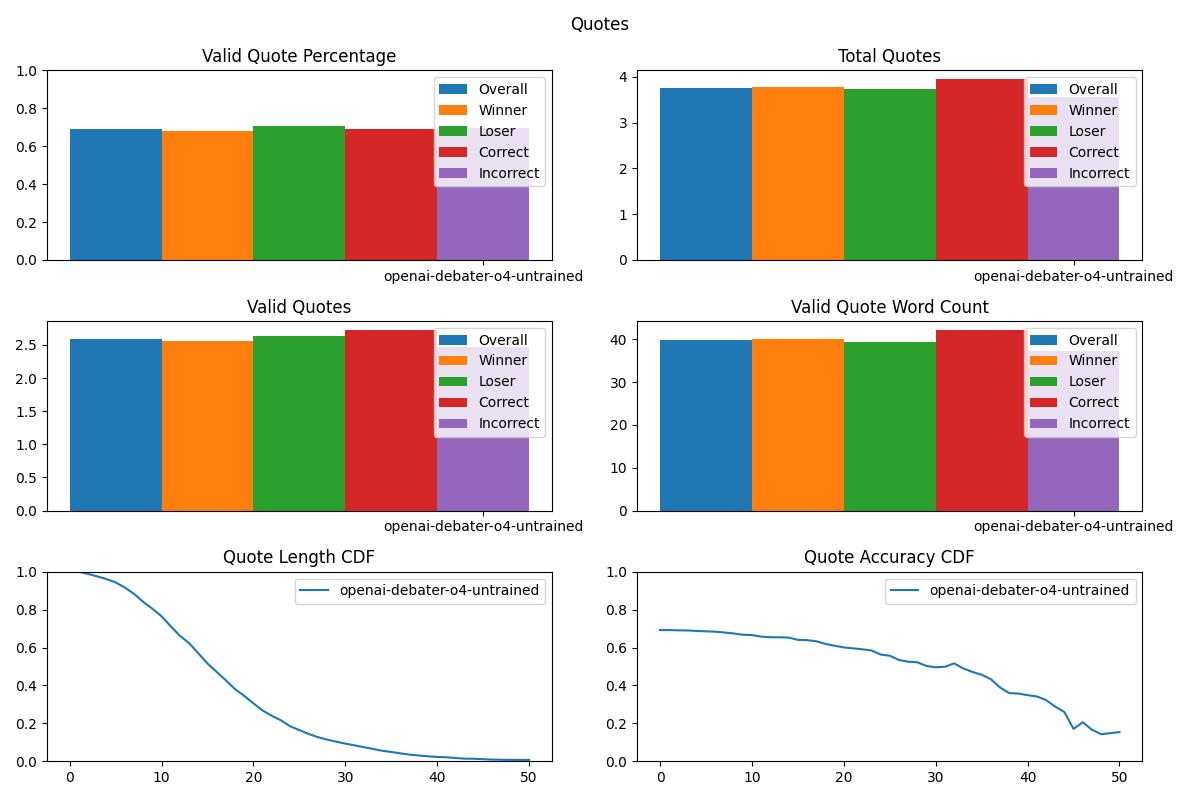 Quotes
Valid Quote Percentage
1.0
0.8
0.6
0.4
0.2
0.0
Overall
Winner
Loser
Correct
Incorrect
openai-debater-o4-untrained
Total Quotes
4
3
2
1
0
Overall
Winner
Loser
Correct
Incorrect
openai-debater-o4-untrained
Valid Quotes
2.5
2.0
1.5
1.0
0.5
0.0
Overall
Winner
Loser
Correct
Incorrect
openai-debater-o4-untrained
Valid Quote Word Count
40
30
20
10
0
Overall
Winner
Loser
Correct
Incorrect
openai-debater-o4-untrained
Quote Length CDF
1.0
0.8
0.6
0.4
0.2
0.0
openai-debater-o4-untrained
0 10 20 30 40 50
Quote Accuracy CDF
1.0
0.8
0.6
0.4
0.2
0.0
openai-debater-o4-untrained
0 10 20 30 40 50